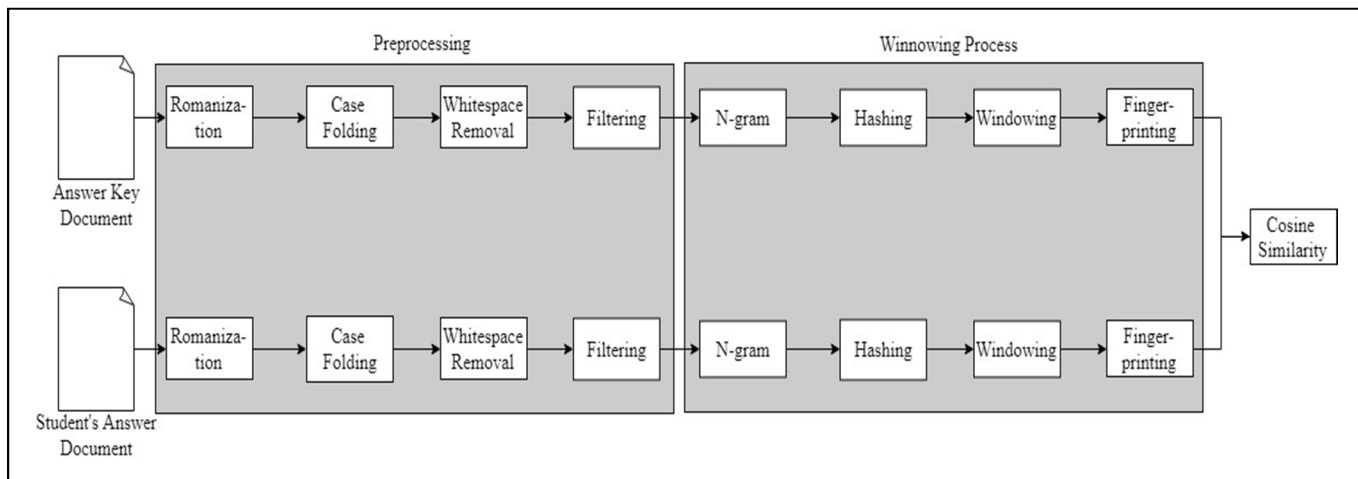 Preprocessing
Winnowing Process
Romaniza-
tion
Case
Folding
Whitespace
Removal
Filtering
N-gram
Hashing
Windowing
Finger-
printing
Answer Key
Document
Cosine
Similarity
Romaniza-
tion
Case
Folding
Whitespace
Removal
Filtering
N-gram
Hashing
Windowing
Finger-
printing
Student's Answer
Document